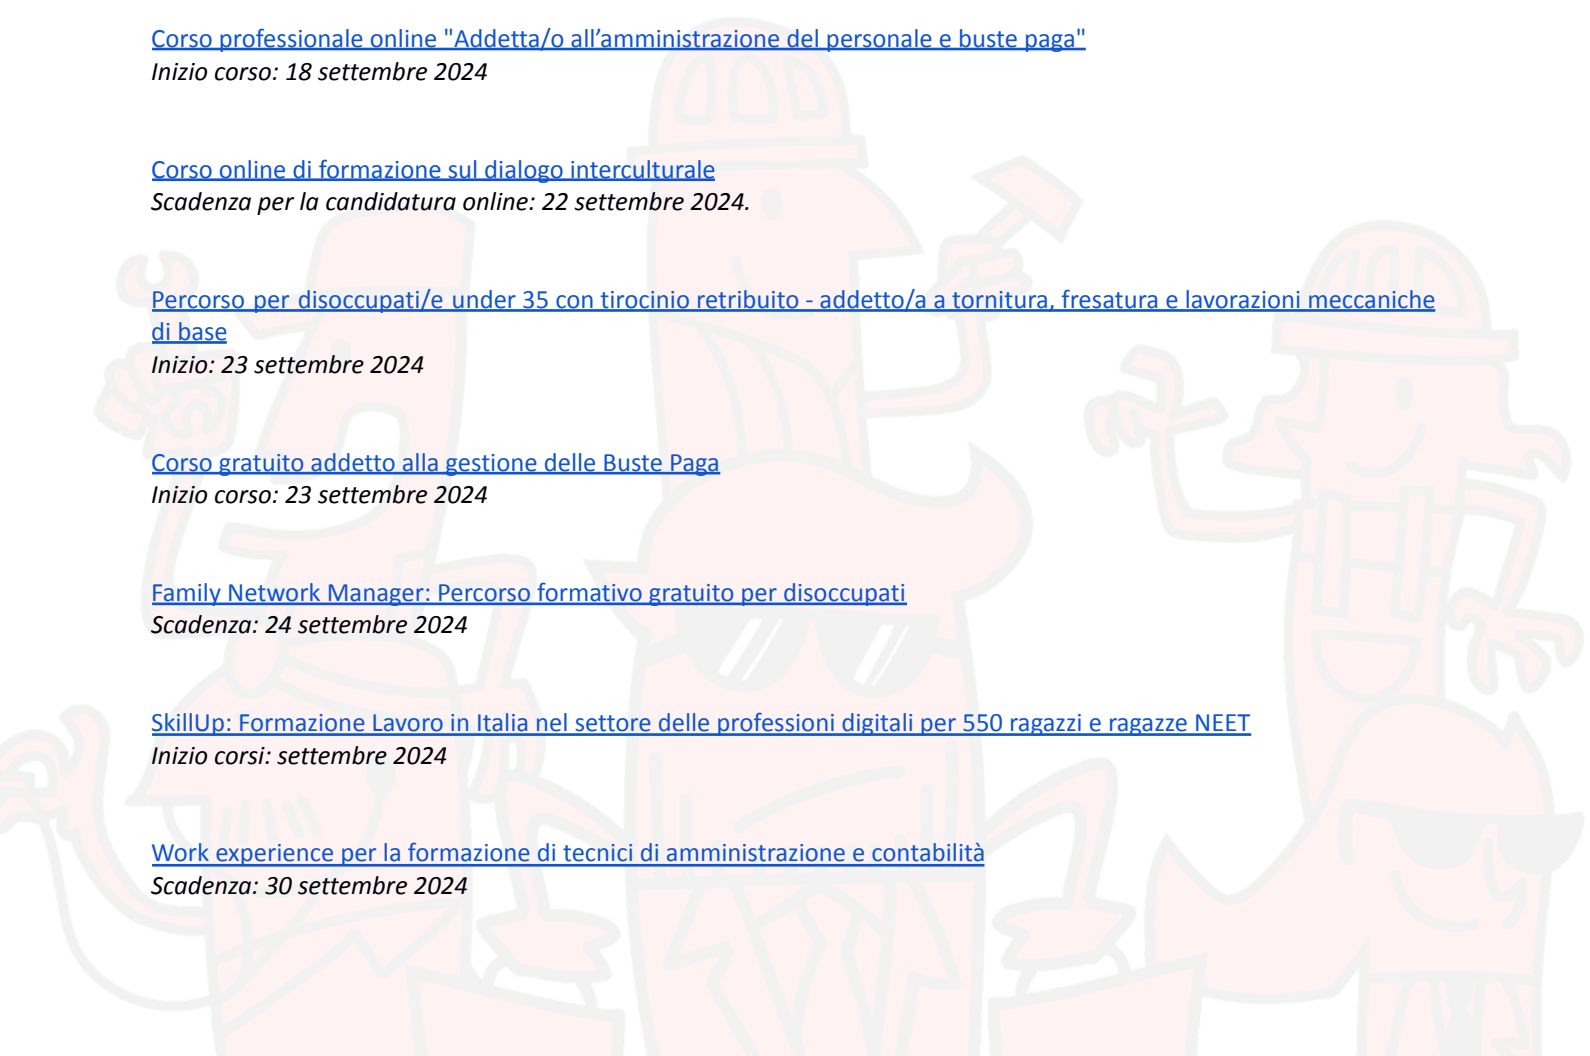 Corso professionale online "Addetta/o all’amministrazione del personale e buste paga"
Inizio corso: 18 settembre 2024
Corso online di formazione sul dialogo interculturale
Scadenza per la candidatura online: 22 settembre 2024.
Percorso per disoccupati/e under 35 con tirocinio retribuito - addetto/a a tornitura, fresatura e lavorazioni meccaniche
di base
Inizio: 23 settembre 2024
Corso gratuito addetto alla gestione delle Buste Paga
Inizio corso: 23 settembre 2024
Family Network Manager: Percorso formativo gratuito per disoccupati
Scadenza: 24 settembre 2024
SkillUp: Formazione Lavoro in Italia nel settore delle professioni digitali per 550 ragazzi e ragazze NEET
Inizio corsi: settembre 2024
Work experience per la formazione di tecnici di amministrazione e contabilità
Scadenza: 30 settembre 2024